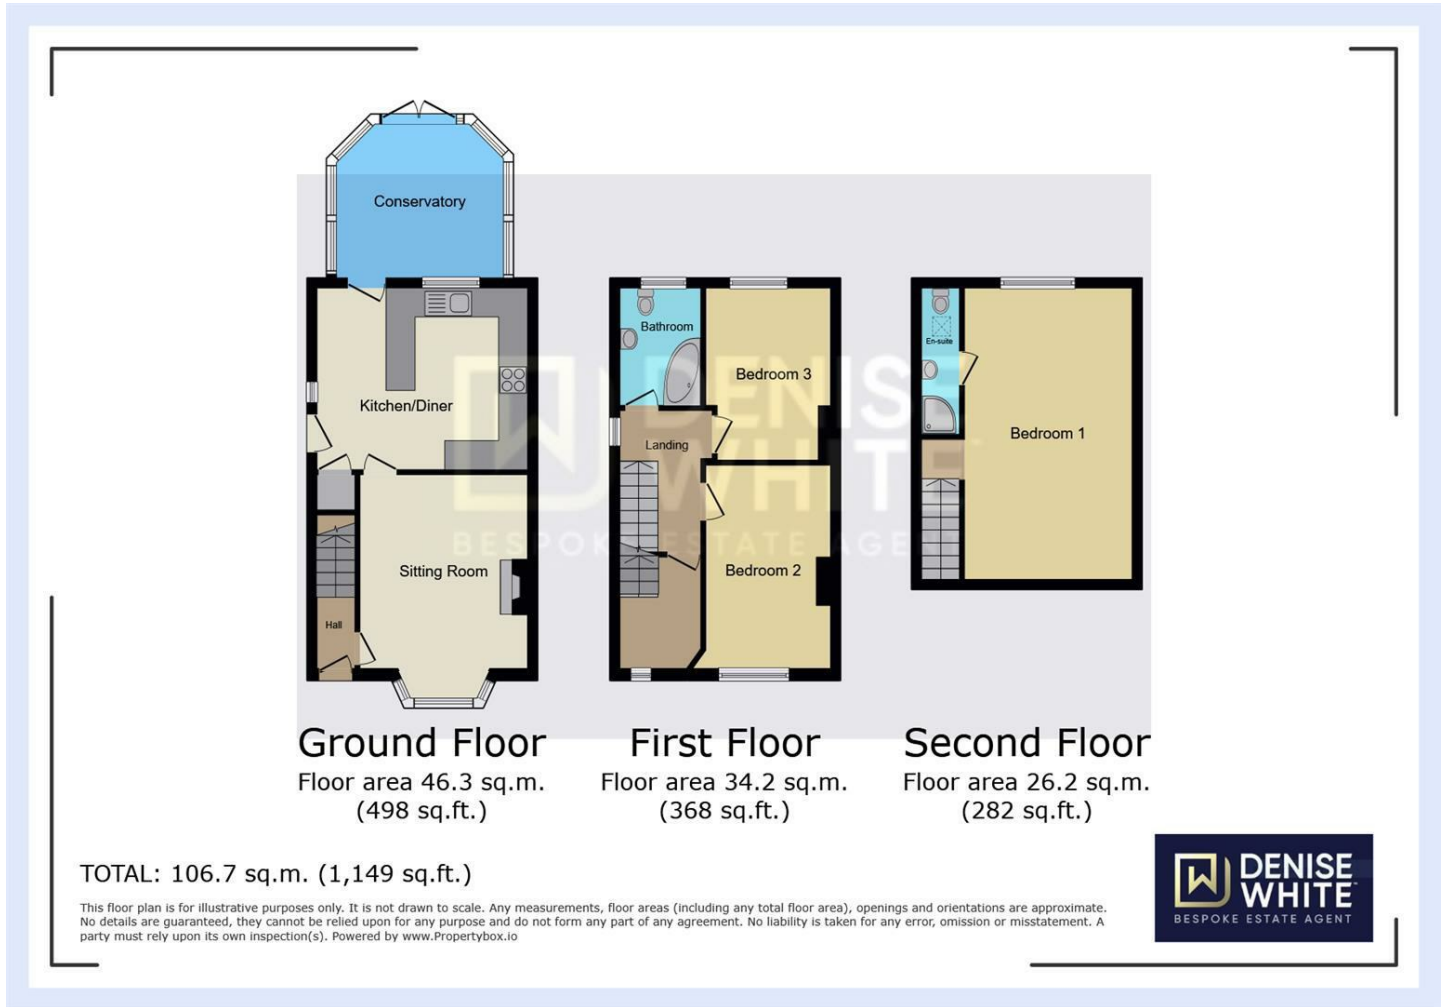 Conservatory
Kitchen/Diner
Sitting Room
Hall
Bathroom
Bedroom 3
Landing
Bedroom 2
En-suite
Bedroom 1
DENISE
WHITE
BESPOKE ESTATE AGENT
Ground Floor
Floor area 46.3 sq.m.
(498 sq.ft.)
First Floor
Floor area 34.2 sq.m.
(368 sq.ft.)
Second Floor
Floor area 26.2 sq.m.
(282 sq.ft.)
TOTAL: 106.7 sq.m. (1,149 sq.ft.)
This floor plan is for illustrative purposes only. It is not drawn to scale. Any measurements, floor areas (including any total floor area), openings and orientations are approximate.
No details are guaranteed, they cannot be relied upon for any purpose and do not form any part of any agreement. No liability is taken for any error, omission or misstatement. A
party must rely upon its own inspection(s). Powered by www.Propertybox.io
DENISE
WHITE
BESPOKE ESTATE AGENT